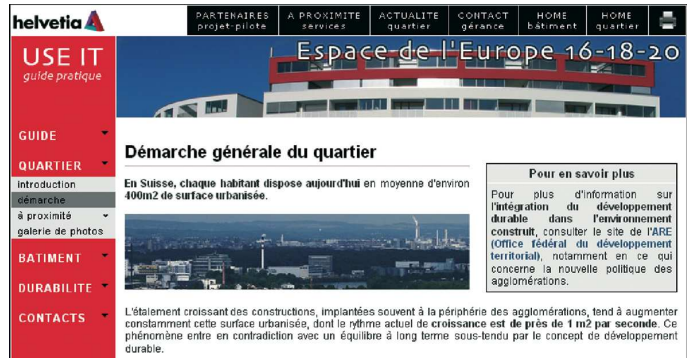 helvetia
PARTENAIRES
projet-pilote
A PROXIMITE
services
ACTUALITE
quartier
CONTACT
gérance
HOME
bâtiment
HOME
quartier
USE IT
guide pratique
Espace de l'Europe 16-18-20
GUIDE
QUARTIER
introduction
démarche
à proximité
galerie de photos
BATIMENT
DURABILITE
CONTACTS
Démarche générale du quartier
En Suisse, chaque habitant dispose aujourd'hui en moyenne d'environ
400m2 de surface urbanisée.
Pour en savoir plus
Pour plus d'information sur
l'intégration du développement
durable dans l'environnement
construit, consulter le site de l'ARE
(Office fédéral du développement
territorial), notamment en ce qui
concerne la nouvelle politique des
agglomérations.
L'étalement croissant des constructions, implantées souvent à la périphérie des agglomérations, tend à augmenter
constamment cette surface urbanisée, dont le rythme actuel de croissance est de près de 1 m2 par seconde. Ce
phénomène entre en contradiction avec un équilibre à long terme sous-tendu par le concept de développement
durable.